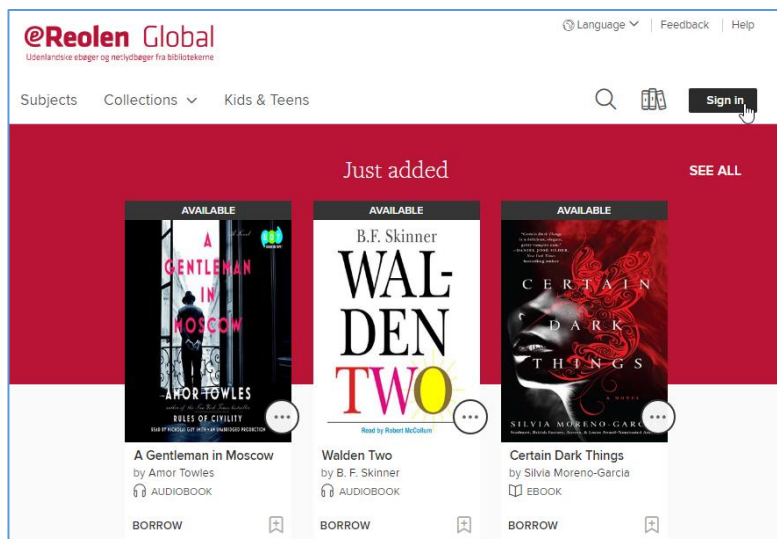 Language
Feedback
Help
eReolen Global
Udenlandske ebøger og netlydbøger fra bibliotekerne
Subjects
Collections
Kids & Teens
Sign in
Just added
SEE ALL
AVAILABLE
A
GENTLEMAN
IN
MOSCOW
AMOR TOWLES
RULES OF CIVILITY
A Gentleman in Moscow
by Amor Towles
AUDIOBOOK
BORROW
AVAILABLE
B.F. Skinner
WAL-
DEN
TWO
Read by Robert McCollum
Walden Two
by B. F. Skinner
AUDIOBOOK
BORROW
AVAILABLE
CERTAIN
DARK
THINGS
A NOVEL
SILVIA MORENO-GARC
Certain Dark Things
by Silvia Moreno-Garcia
EBOOK
BORROW